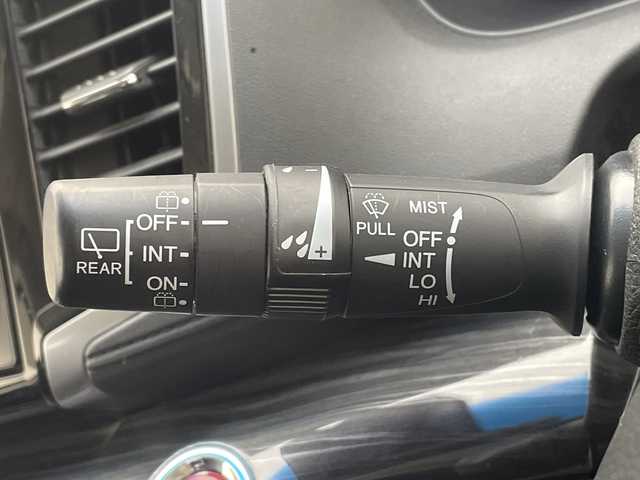 OFF
INT
ON
REAR
PULL
MIST
OFF
INT
LO
HI